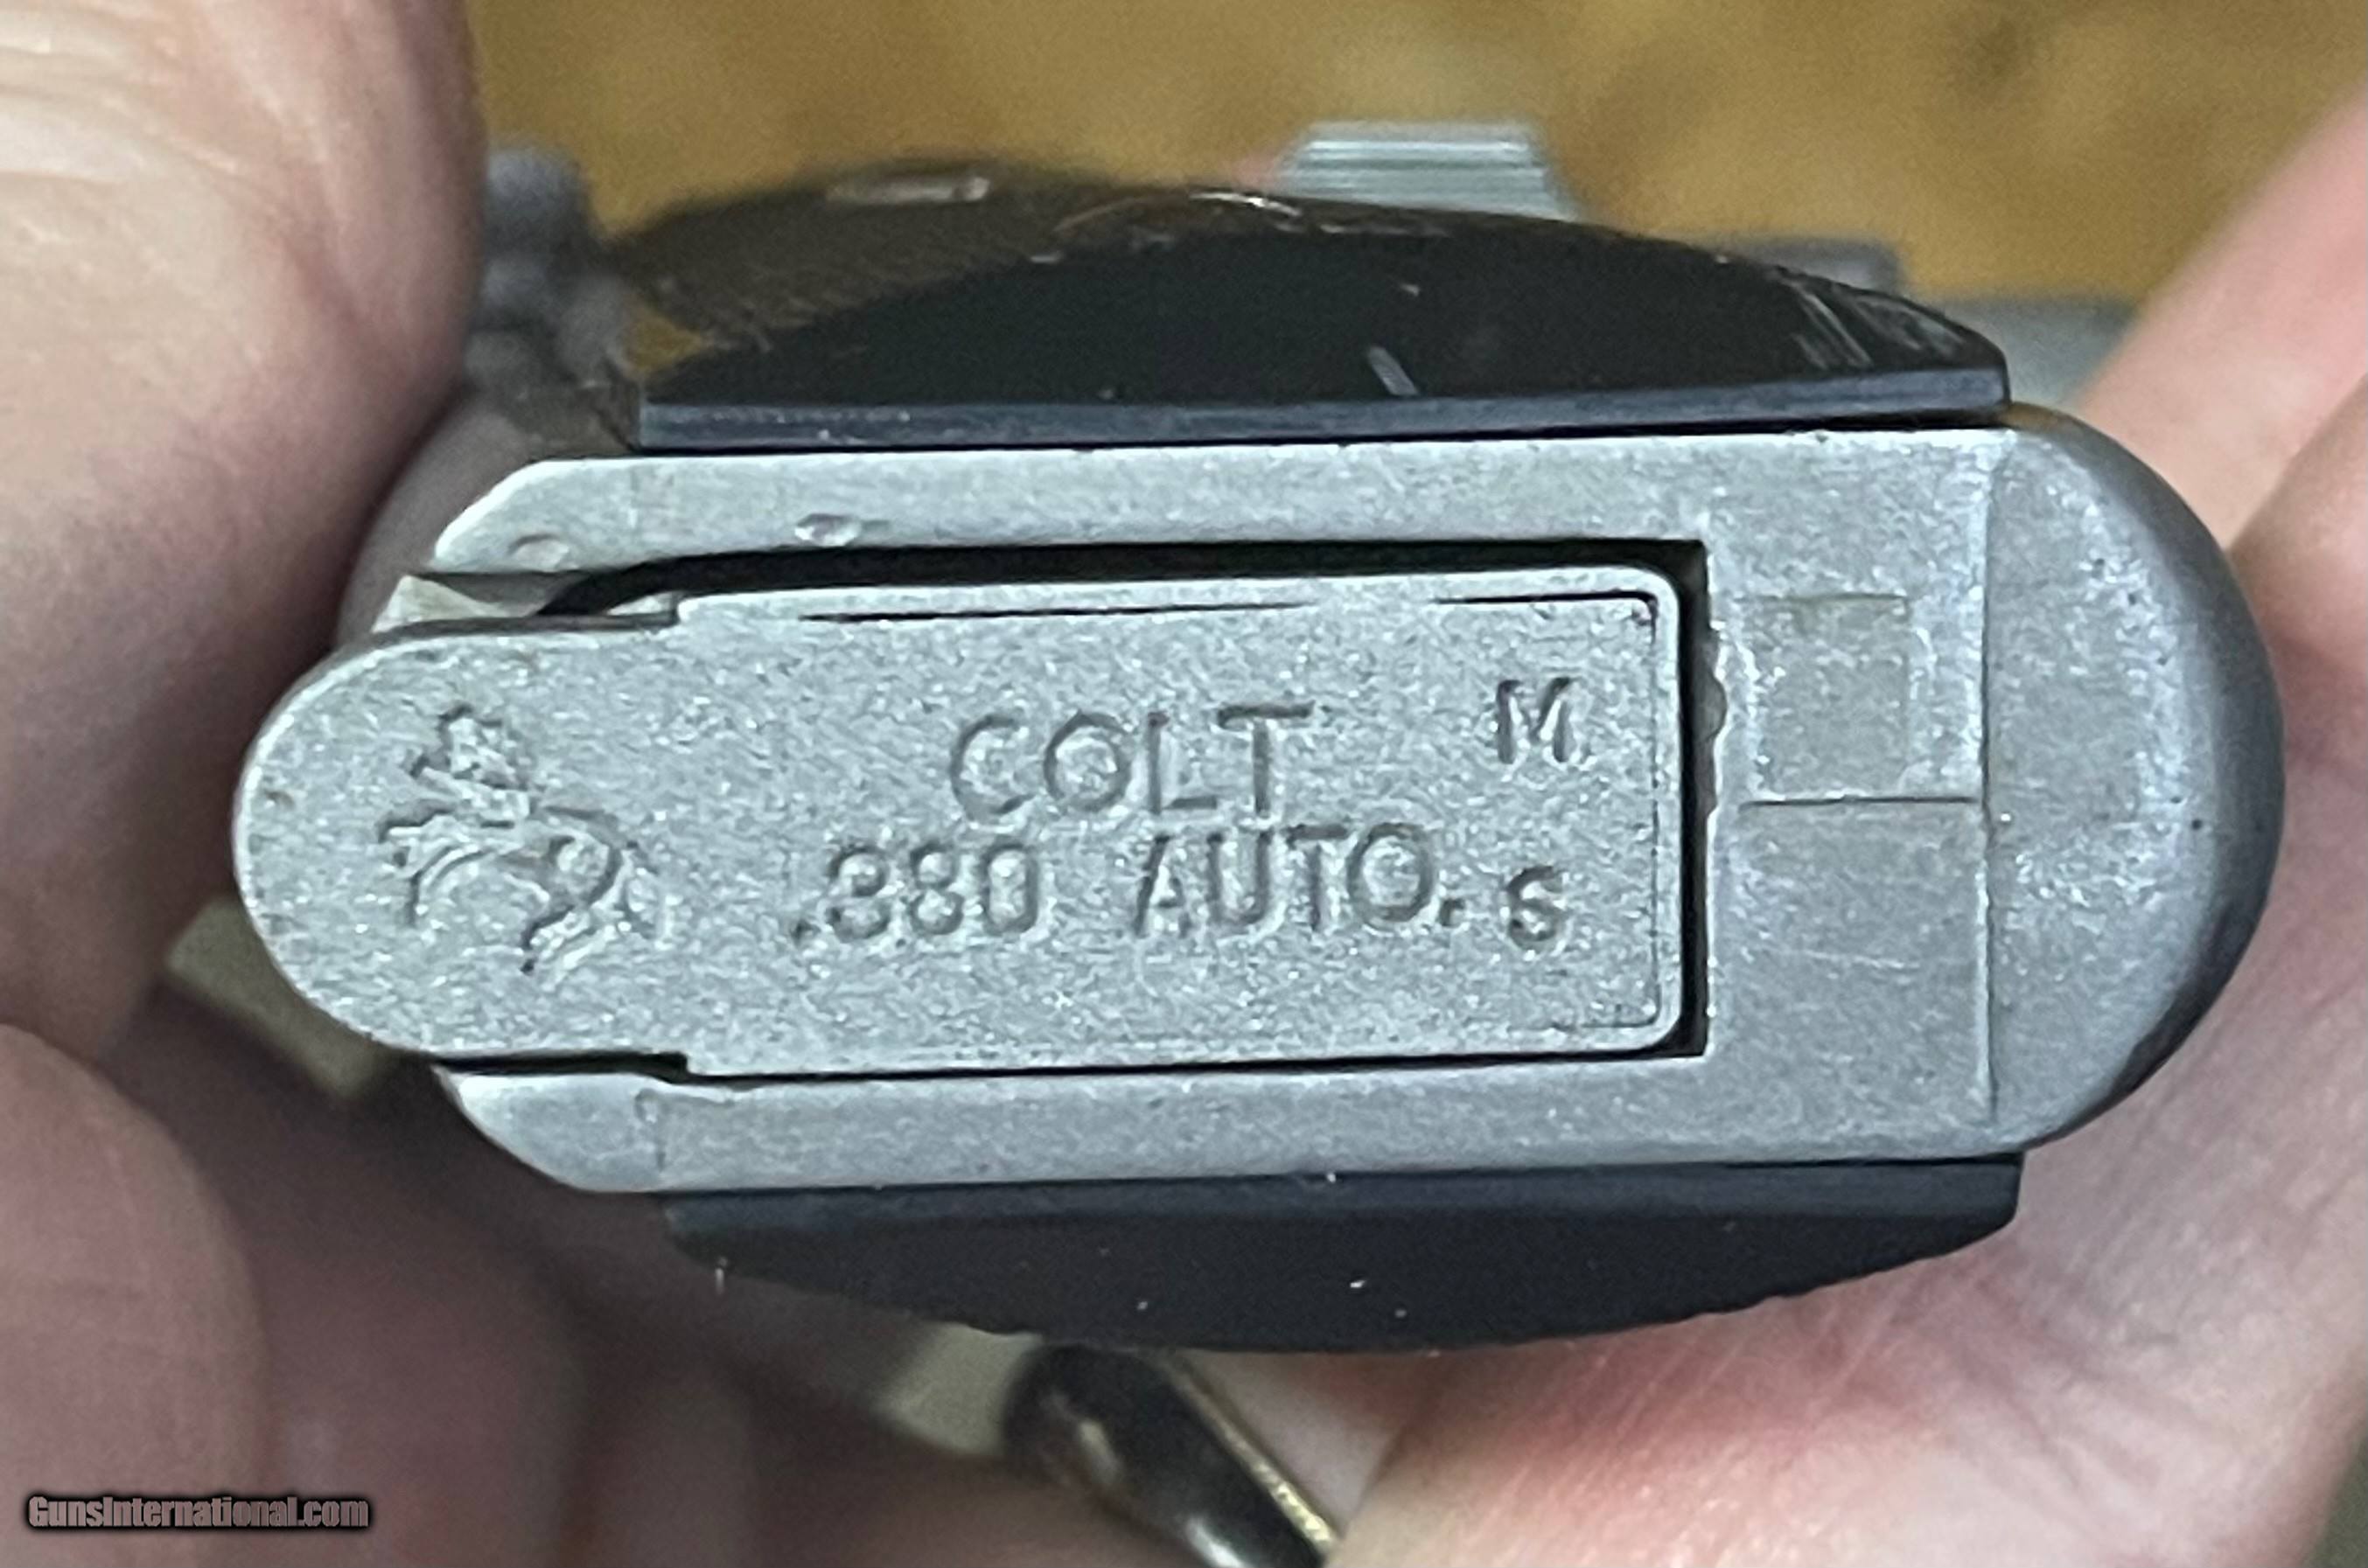 COLT M
.380 AUTO. S
GunsInternational.com